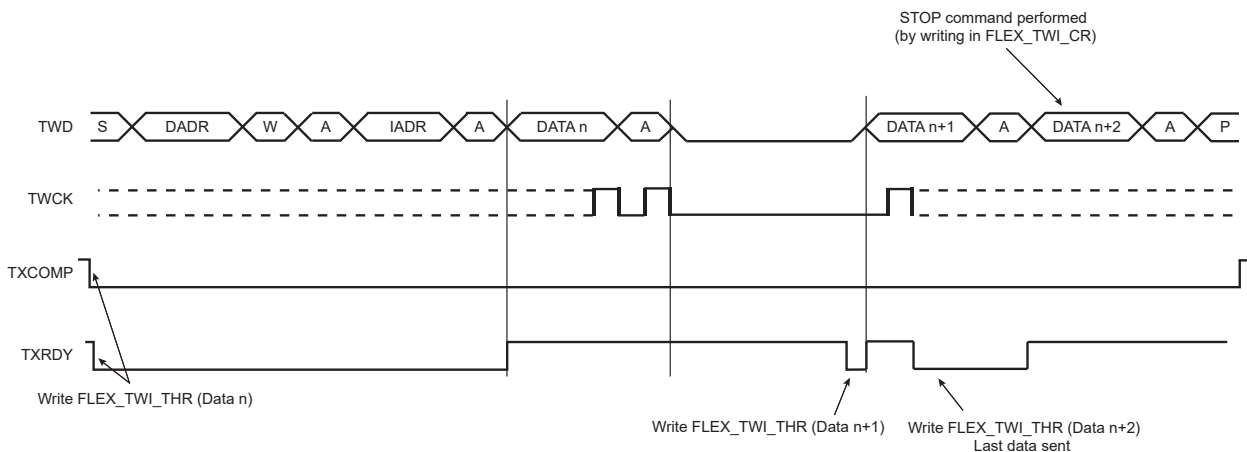 STOP command performed
(by writing in FLEX_TWI_CR)
TWD S DADR W A IADR A DATA n A DATA n+1 A DATA n+2 A P
TWCK
TXCOMP
TXRDY
Write FLEX_TWI_THR (Data n)
Write FLEX_TWI_THR (Data n+1)
Write FLEX_TWI_THR (Data n+2)
Last data sent